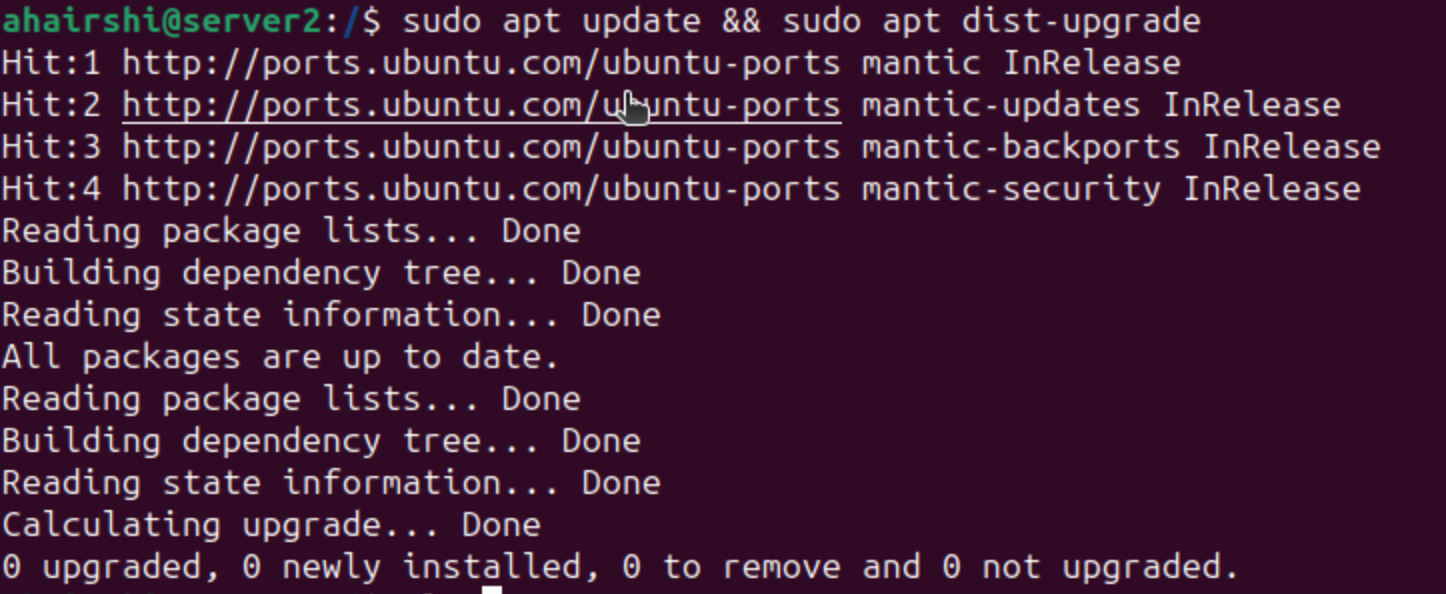 ahairshi@server2:/$ sudo apt update && sudo apt dist-upgrade
Hit:1 http://ports.ubuntu.com/ubuntu-ports mantic InRelease
Hit:2 http://ports.ubuntu.com/ubuntu-ports mantic-updates InRelease
Hit:3 http://ports.ubuntu.com/ubuntu-ports mantic-backports InRelease
Hit:4 http://ports.ubuntu.com/ubuntu-ports mantic-security InRelease
Reading package lists... Done
Building dependency tree... Done
Reading state information... Done
All packages are up to date.
Reading package lists... Done
Building dependency tree... Done
Reading state information... Done
Calculating upgrade... Done
0 upgraded, 0 newly installed, 0 to remove and 0 not upgraded.